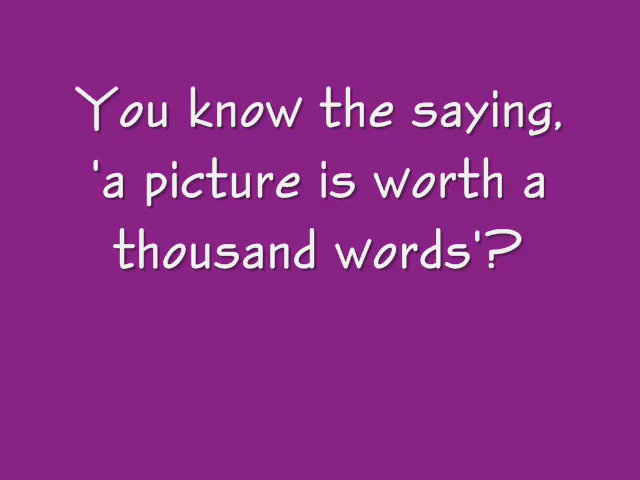 You know the saying,
'a picture is worth a
thousand words'?